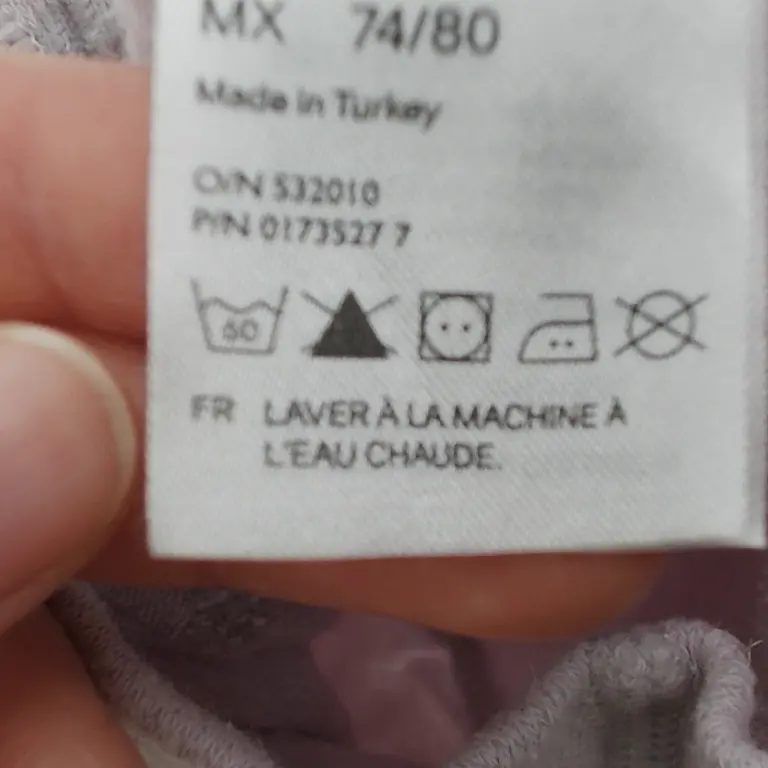 MX 74/80
Made in Turkey
O/N 532010
P/N 0173527 7
60
FR LAVER À LA MACHINE À
L'EAU CHAUDE.